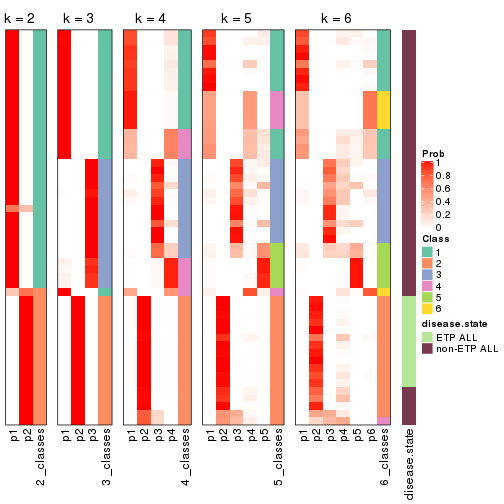 k = 2
k = 3
k = 4
k = 5
k = 6
Prob
1
0.8
0.6
0.4
0.2
0
Class
1
2
3
4
5
6
disease.state
ETP ALL
non-ETP ALL
p1
p2
2_classes
p1
p2
p3
3_classes
p1
p2
p3
p4
4_classes
p1
p2
p3
p4
p5
5_classes
p1
p2
p3
p4
p5
p6
6_classes
disease.state